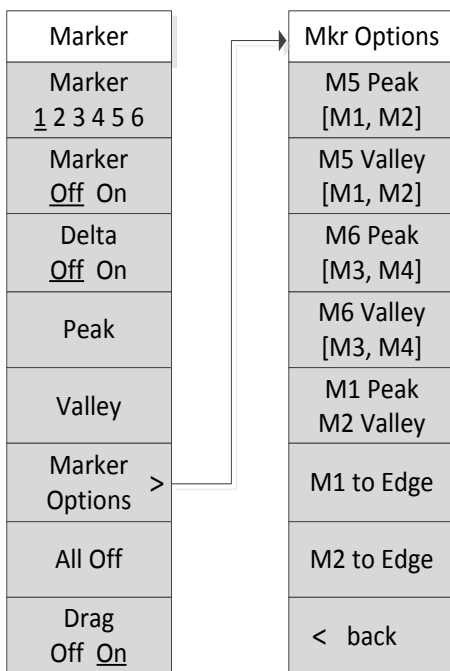 Marker
Marker
1 2 3 4 5 6
Marker
Off On
Delta
Off On
Peak
Valley
Marker
Options >
All Off
Drag
Off On
Mkr Options
M5 Peak
[M1, M2]
M5 Valley
[M1, M2]
M6 Peak
[M3, M4]
M6 Valley
[M3, M4]
M1 Peak
M2 Valley
M1 to Edge
M2 to Edge
< back